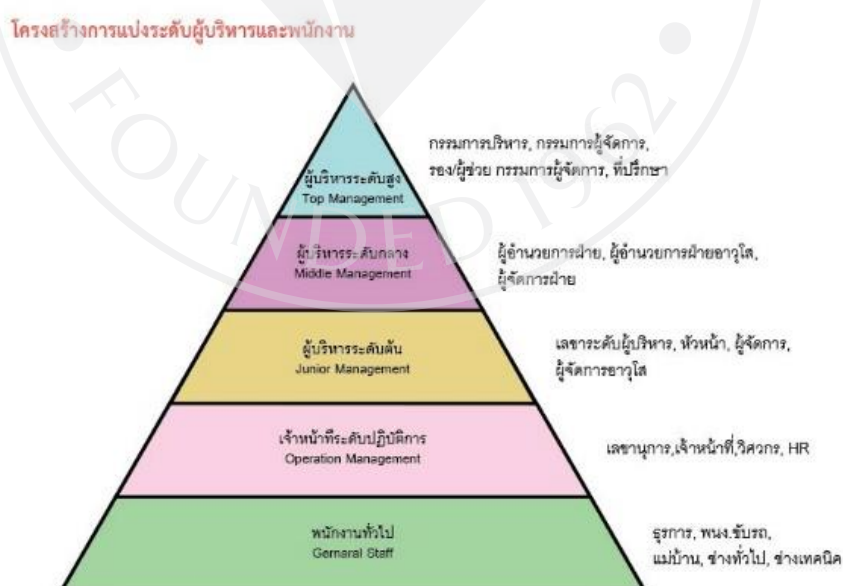 โครงสร้างการแบ่งระดับผู้บริหารและพนักงาน
FOUNDED 1962
ผู้บริหารระดับสูง
Top Management
กรรมการบริหาร, กรรมการผู้จัดการ,
รอง/ผู้ช่วย กรรมการผู้จัดการ, ที่ปรึกษา
ผู้บริหารระดับกลาง
Middle Management
ผู้อำนวยการฝ่าย, ผู้อำนวยการฝ่ายอาวุโส,
ผู้จัดการฝ่าย
ผู้บริหารระดับต้น
Junior Management
เลขาระดับผู้บริหาร, หัวหน้า, ผู้จัดการ,
ผู้จัดการอาวุโส
เจ้าหน้าที่ระดับปฏิบัติการ
Operation Management
เลขานุการ,เจ้าหน้าที่,วิศวกร, HR
พนักงานทั่วไป
Gernaral Staff
ธุรการ, พนง.ขับรถ,
แม่บ้าน, ช่างทั่วไป, ช่างเทคนิค